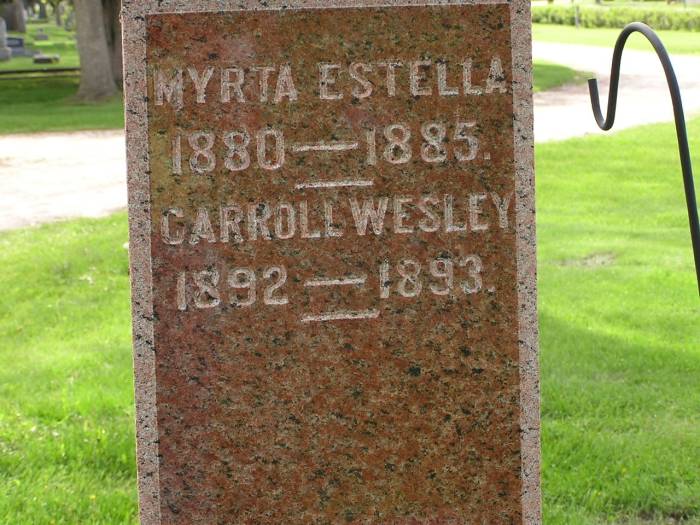 MYRTA ESTELLA
1880 — 1885.
CARROLL WESLEY
1892 — 1893.